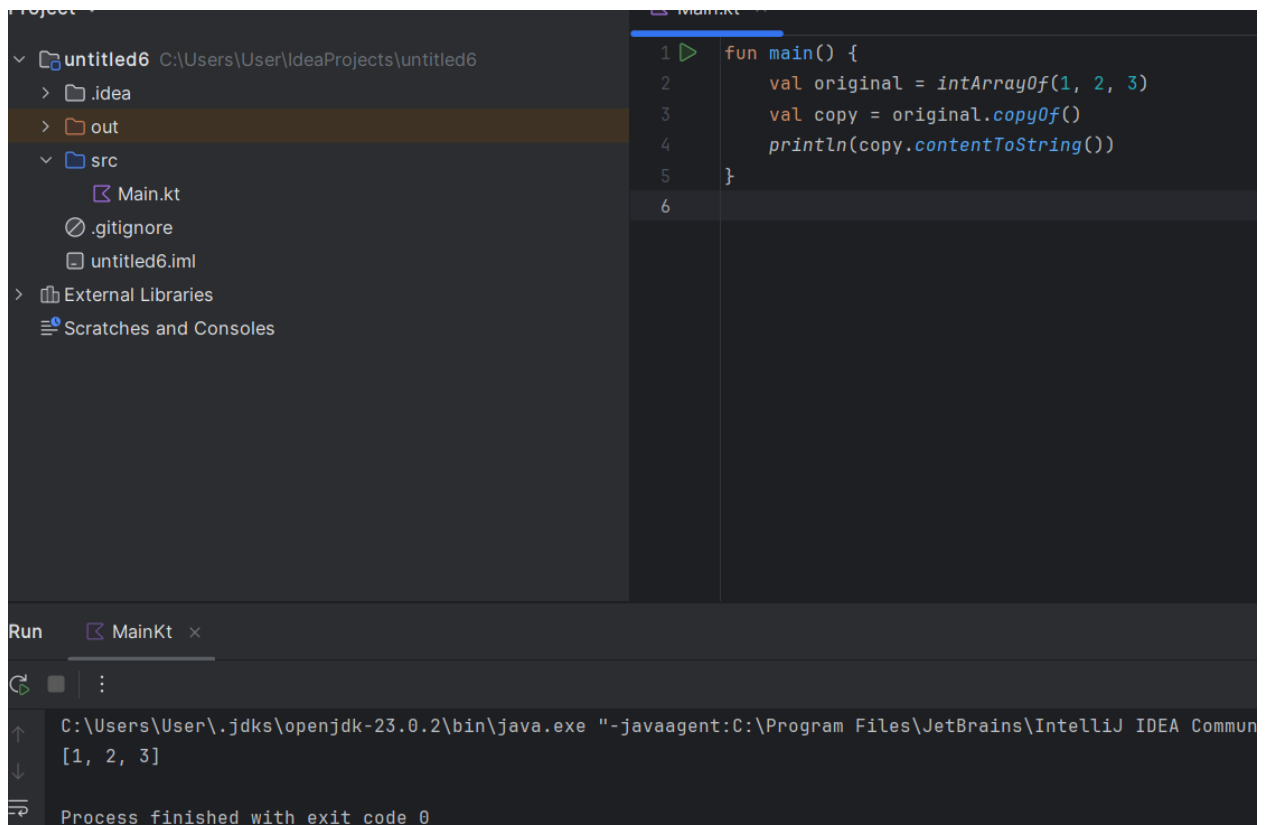 Project
untitled6 C:\Users\User\IdeaProjects\untitled6
.idea
out
src
Main.kt
.gitignore
untitled6.iml
External Libraries
Scratches and Consoles
Main.kt
1 fun main() {
2     val original = intArrayOf(1, 2, 3)
3     val copy = original.copyOf()
4     println(copy.contentToString())
5 }
6
Run MainKt
C:\Users\User\.jdks\openjdk-23.0.2\bin\java.exe "-javaagent:C:\Program Files\JetBrains\IntelliJ IDEA Commun
[1, 2, 3]
Process finished with exit code 0